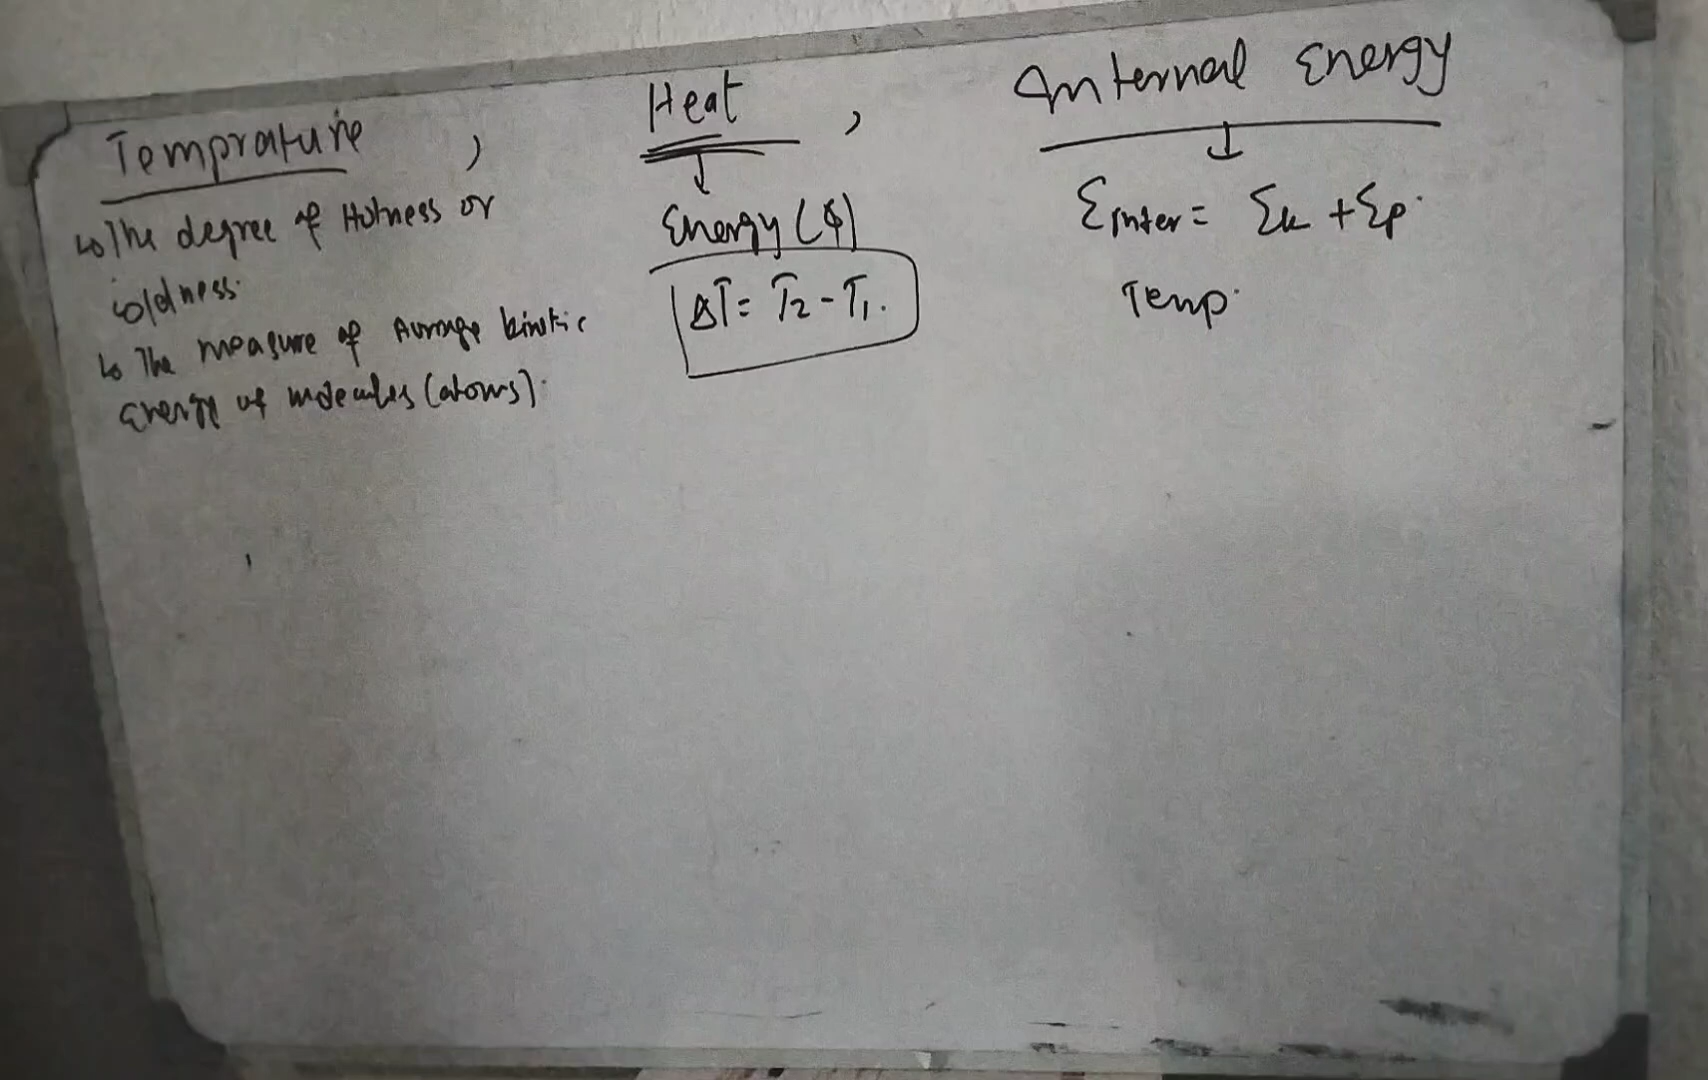 Temprature , Heat , Internal Energy
↳ The degree of Hotness or
coldness.
↳ The measure of Average kinetic
Energy of molecules (atoms).
↓
Energy (
ΔT = T₂ - T₁.
↓
Einter = Ek + Ep.
Temp.